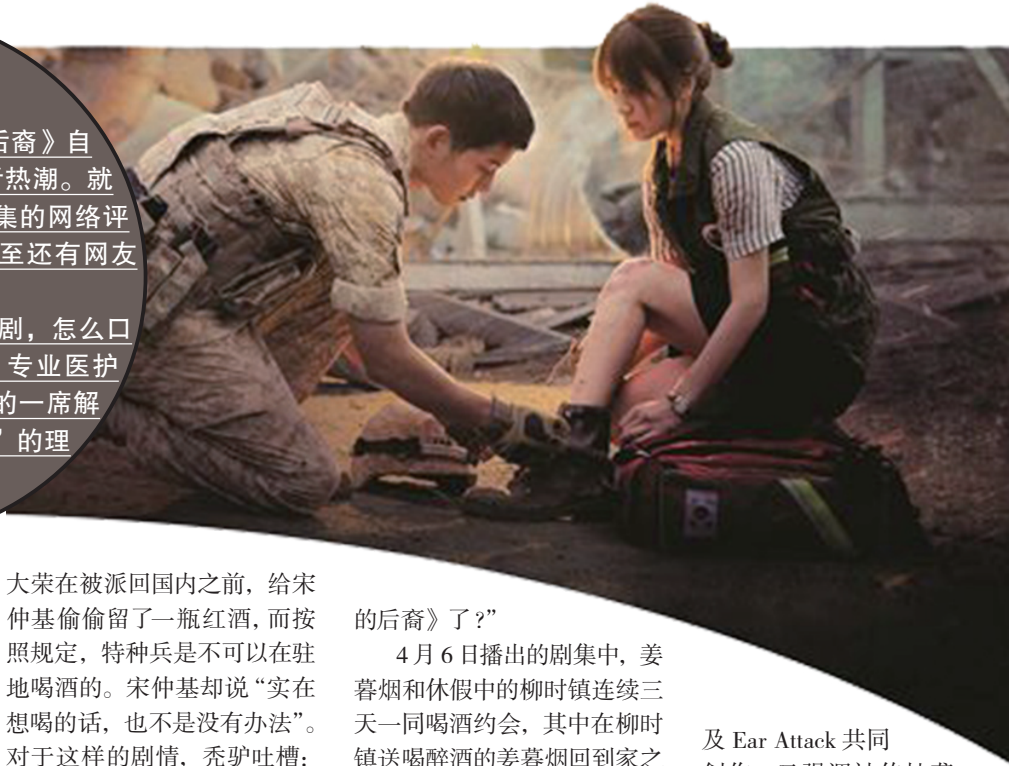 后裔》自
热潮。就
集的网络评
至还有网友
剧，怎么口
专业医护
的一席解
”的理
大荣在被派回国内之前，给宋
仲基偷偷留了一瓶红酒，而按
照规定，特种兵是不可以在驻
地喝酒的。宋仲基却说“实在
想喝的话，也不是没有办法”。
对于这样的剧情，秃驴吐槽：
的后裔》了？”
4月6日播出的剧集中，姜
暮烟和休假中的柳时镇连续三
天一同喝酒约会，其中在柳时
镇送喝醉酒的姜暮烟回到家之
及 Ear Attack 共同